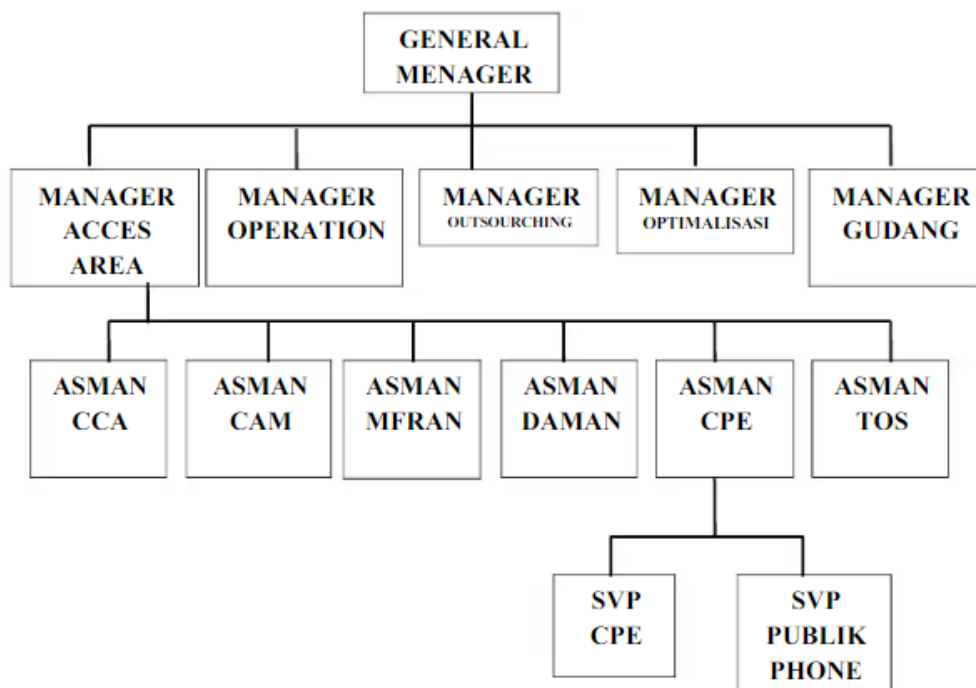 GENERAL
MENAGER
MANAGER
ACCES
AREA
MANAGER
OPERATION
MANAGER
OUTSOURCHING
MANAGER
OPTIMALISASI
MANAGER
GUDANG
ASMAN
CCA
ASMAN
CAM
ASMAN
MFRAN
ASMAN
DAMAN
ASMAN
CPE
ASMAN
TOS
SVP
CPE
SVP
PUBLIK
PHONE